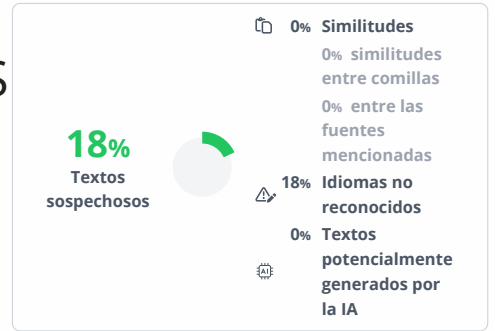 s
18%
Textos
sospechosos
0% Similitudes
0% similitudes
entre comillas
0% entre las
fuentes
mencionadas
18% Idiomas no
reconocidos
0% Textos
potencialmente
generados por
la IA
AI